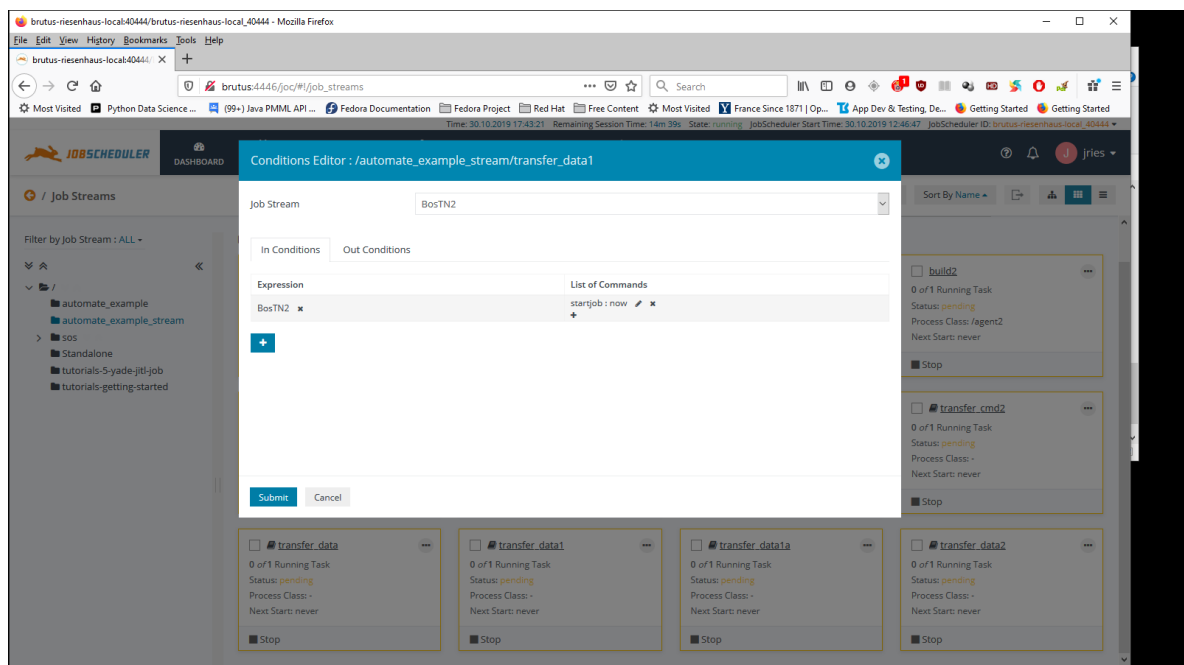 brutus-riesenhaus-local:40444/brutus-riesenhaus-local_40444 - Mozilla Firefox
File Edit View History Bookmarks Tools Help
brutus-riesenhaus-local:40444/
brutus:4446/joc/#!/job_streams
Search
Most Visited Python Data Science ... (99+) Java PMML API ... Fedora Documentation Fedora Project Red Hat Free Content Most Visited France Since 1871 | Op... App Dev & Testing, De... Getting Started Getting Started
Time: 30.10.2019 17:43:21 Remaining Session Time: 14m 39s State: running JobScheduler Start Time: 30.10.2019 12:46:47 JobScheduler ID: brutus-riesenhaus-local_40444
JOBSCHEDULER
DASHBOARD
J jries
Conditions Editor : /automate_example_stream/transfer_data1
/ Job Streams
Sort By Name
Job Stream BosTN2
Filter by Job Stream : ALL
In Conditions Out Conditions
Expression List of Commands
BosTN2 startjob : now
/
automate_example
automate_example_stream
sos
Standalone
tutorials-5-yade-jitl-job
tutorials-getting-started
build2
0 of 1 Running Task
Status: pending
Process Class: /agent2
Next Start: never
Stop
transfer_cmd2
0 of 1 Running Task
Status: pending
Process Class: -
Next Start: never
Stop
Submit Cancel
transfer_data
0 of 1 Running Task
Status: pending
Process Class: -
Next Start: never
Stop
transfer_data1
0 of 1 Running Task
Status: pending
Process Class: -
Next Start: never
Stop
transfer_data1a
0 of 1 Running Task
Status: pending
Process Class: -
Next Start: never
Stop
transfer_data2
0 of 1 Running Task
Status: pending
Process Class: -
Next Start: never
Stop